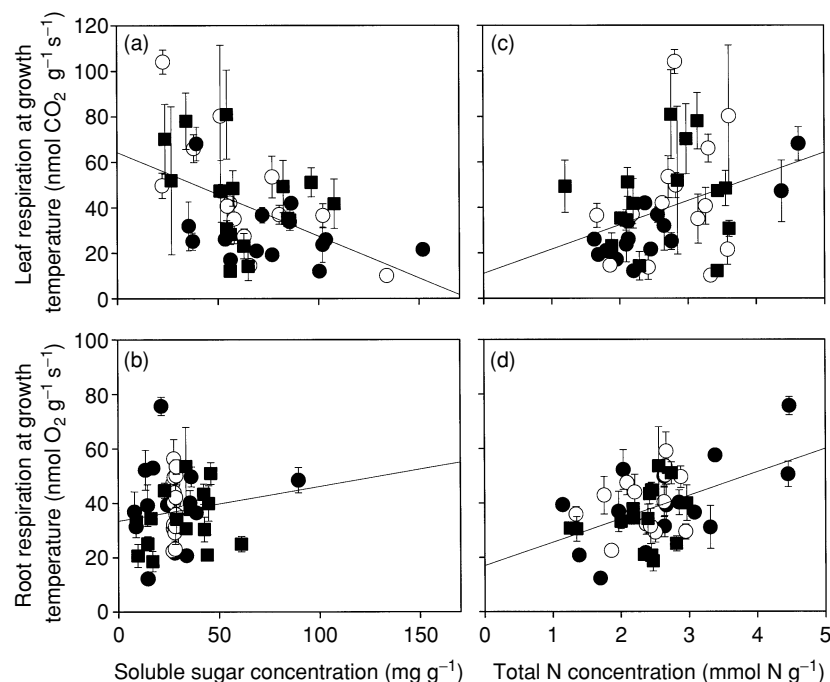 (a)
(c)
120
100
80
60
40
20
0
Leaf respiration at growth
temperature (nmol CO₂ g⁻¹ s⁻¹)
(b)
(d)
100
80
60
40
20
0
Root respiration at growth
temperature (nmol O₂ g⁻¹ s⁻¹)
0 50 100 150
0 1 2 3 4 5
Soluble sugar concentration (mg g⁻¹)
Total N concentration (mmol N g⁻¹)